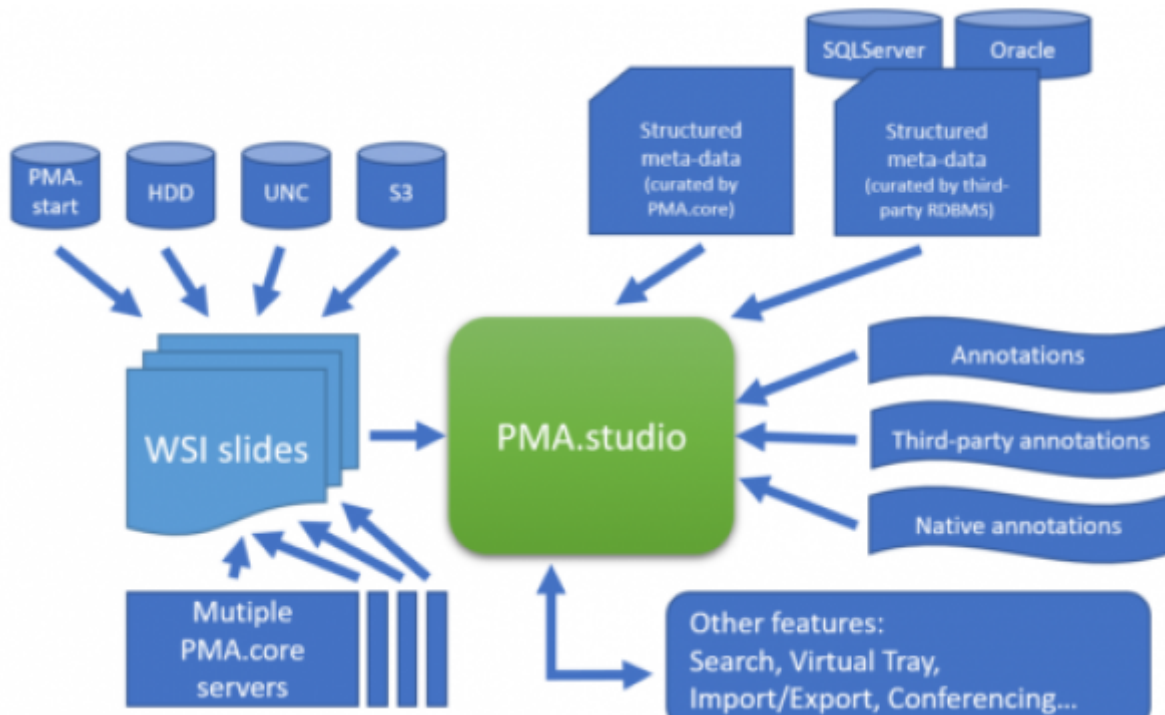 SQLServer
Oracle
Structured
meta-data
(curated by
PMA.core)
Structured
meta-data
(curated by third-
party RDBMS)
PMA.
start
HDD
UNC
S3
WSI slides
PMA.studio
Annotations
Third-party annotations
Native annotations
Mutiple
PMA.core
servers
Other features:
Search, Virtual Tray,
Import/Export, Conferencing...